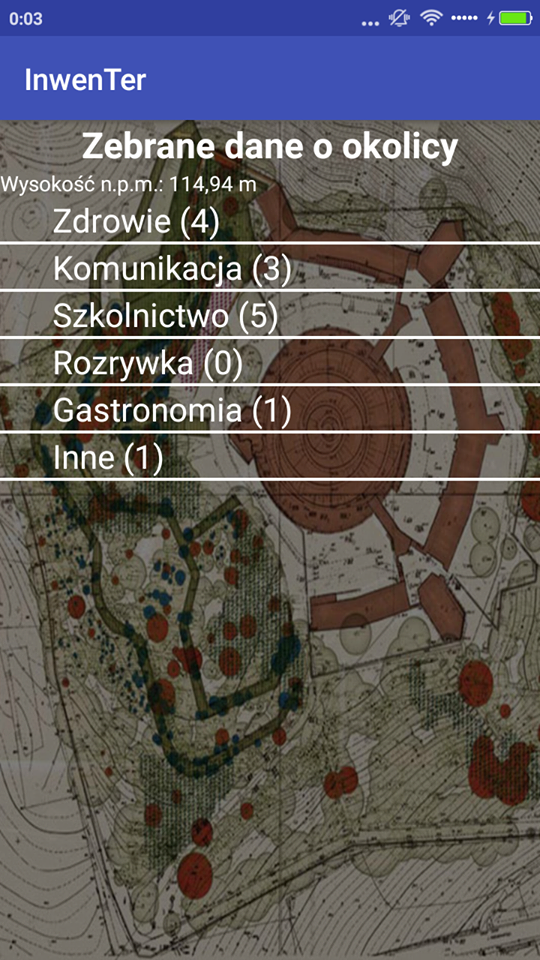 0:03
InwenTer
Zebrane dane o okolicy
Wysokość n.p.m.: 114,94 m
Zdrowie (4)
Komunikacja (3)
Szkolnictwo (5)
Rozrywka (0)
Gastronomia (1)
Inne (1)